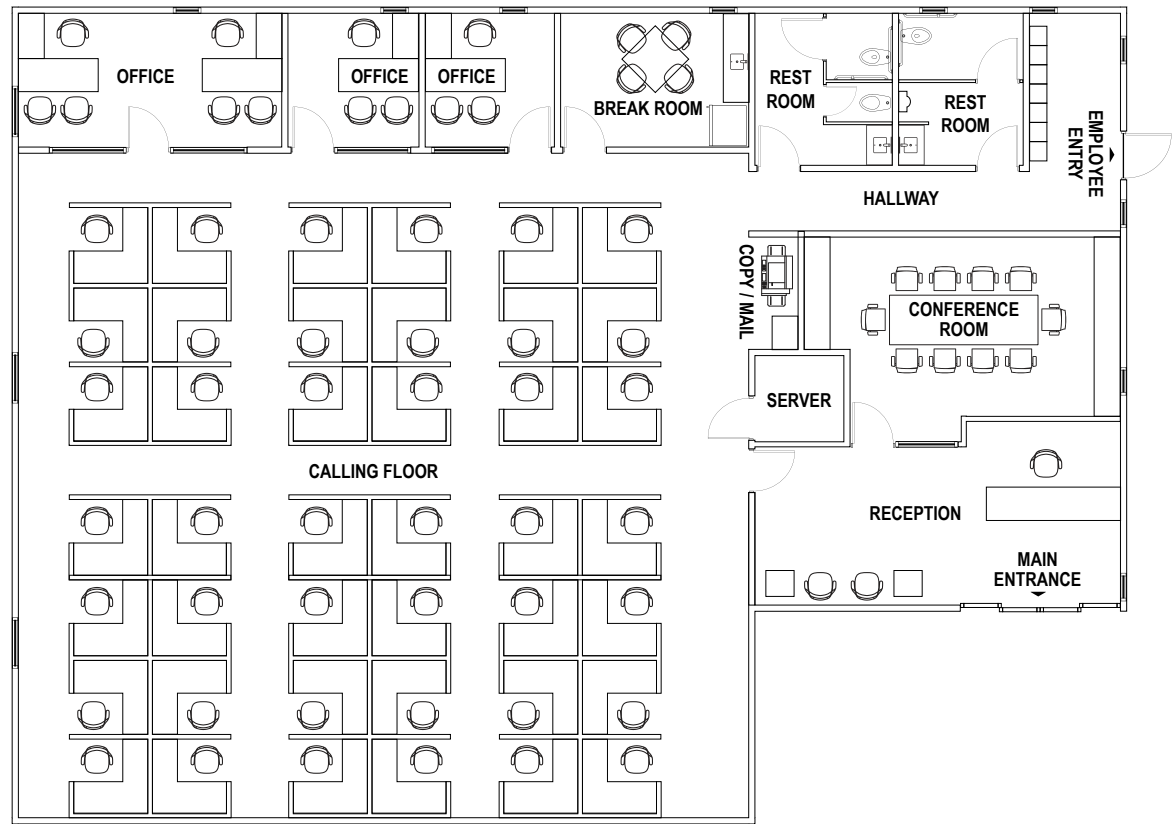 OFFICE
OFFICE
OFFICE
BREAK ROOM
REST
ROOM
REST
ROOM
EMPLOYEE
ENTRY
HALLWAY
COPY / MAIL
CONFERENCE
ROOM
SERVER
CALLING FLOOR
RECEPTION
MAIN
ENTRANCE